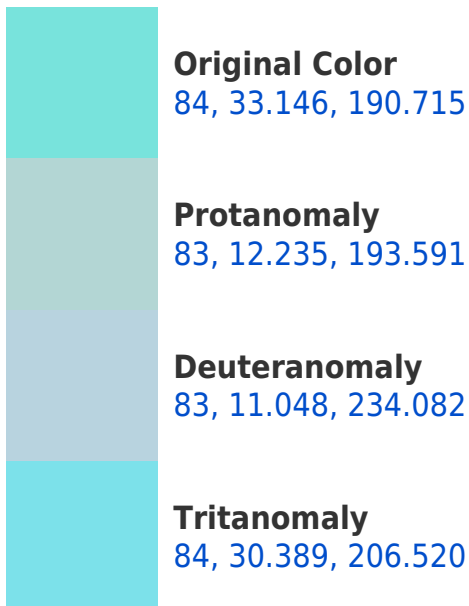 Original Color
84, 33.146, 190.715
Protanomaly
83, 12.235, 193.591
Deuteranomaly
83, 11.048, 234.082
Tritanomaly
84, 30.389, 206.520